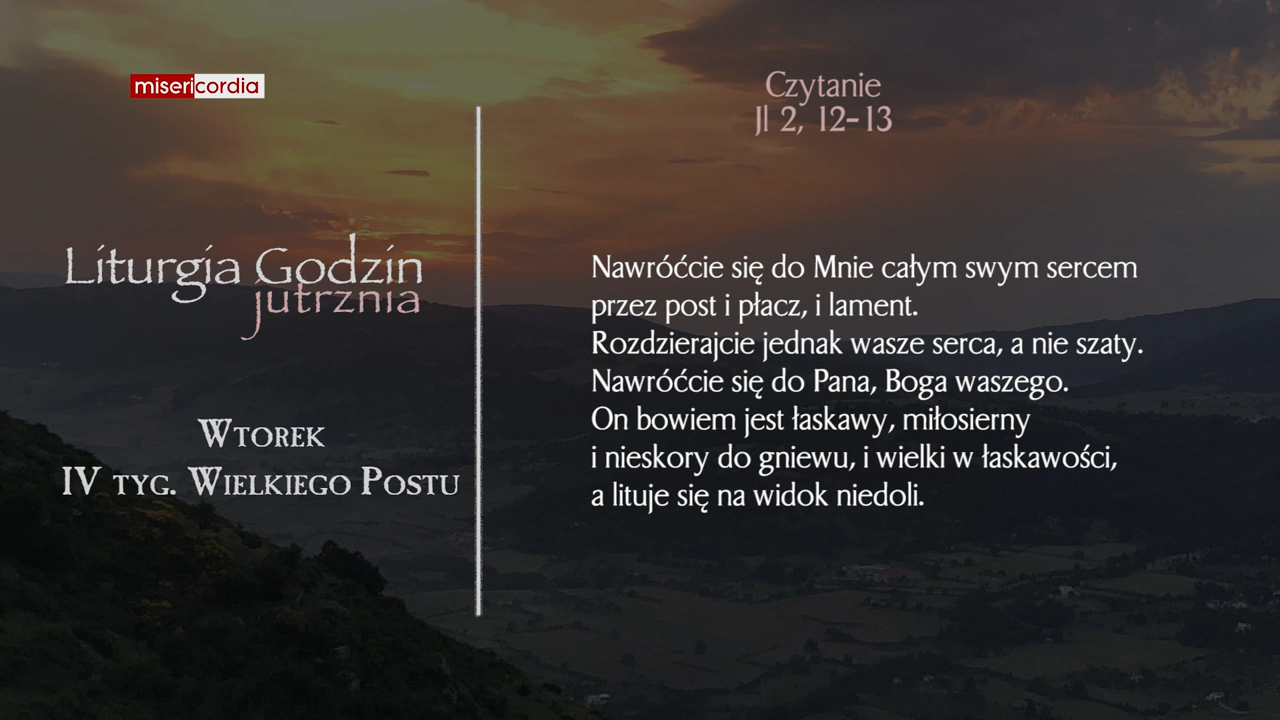 misericordia
Liturgia Godzin
jutrznia
Wtorek
IV tyg. Wielkiego Postu
Czytanie
Jl 2, 12-13
Nawróćcie się do Mnie całym swym sercem
przez post i płacz, i lament.
Rozdzierajcie jednak wasze serca, a nie szaty.
Nawróćcie się do Pana, Boga waszego.
On bowiem jest łaskawy, miłosierny
i nieskory do gniewu, i wielki w łaskawości,
a lituje się na widok niedoli.